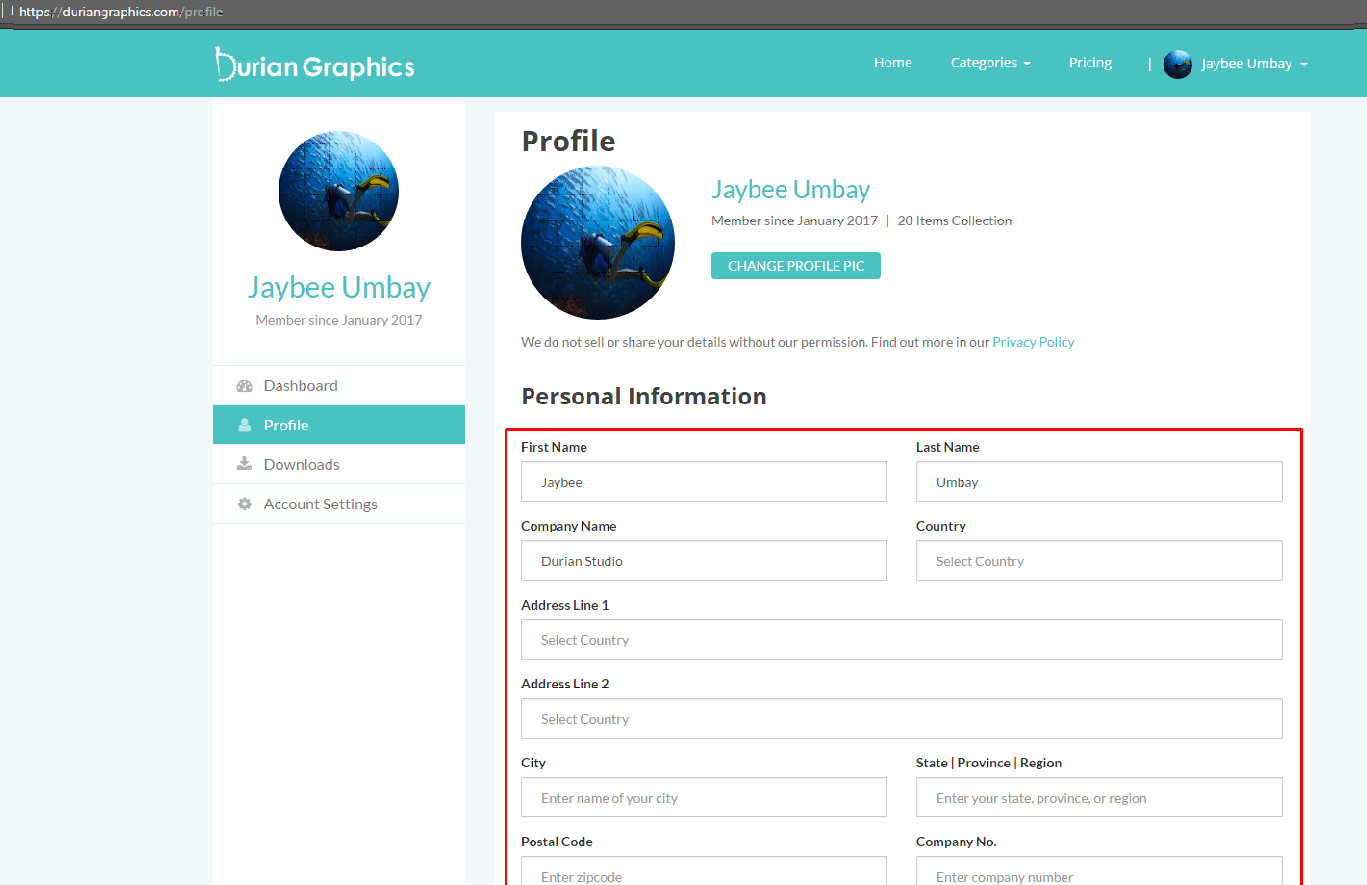 https://duriangraphics.com/profile
Durian Graphics
Home Categories Pricing | Jaybee Umbay
Jaybee Umbay
Member since January 2017
Dashboard
Profile
Downloads
Account Settings
Profile
Jaybee Umbay
Member since January 2017 | 20 Items Collection
CHANGE PROFILE PIC
We do not sell or share your details without our permission. Find out more in our Privacy Policy
Personal Information
First Name Last Name
Jaybee Umbay
Company Name Country
Durian Studio Select Country
Address Line 1
Select Country
Address Line 2
Select Country
City State | Province | Region
Enter name of your city Enter your state, province, or region
Postal Code Company No.
Enter zipcode Enter company number